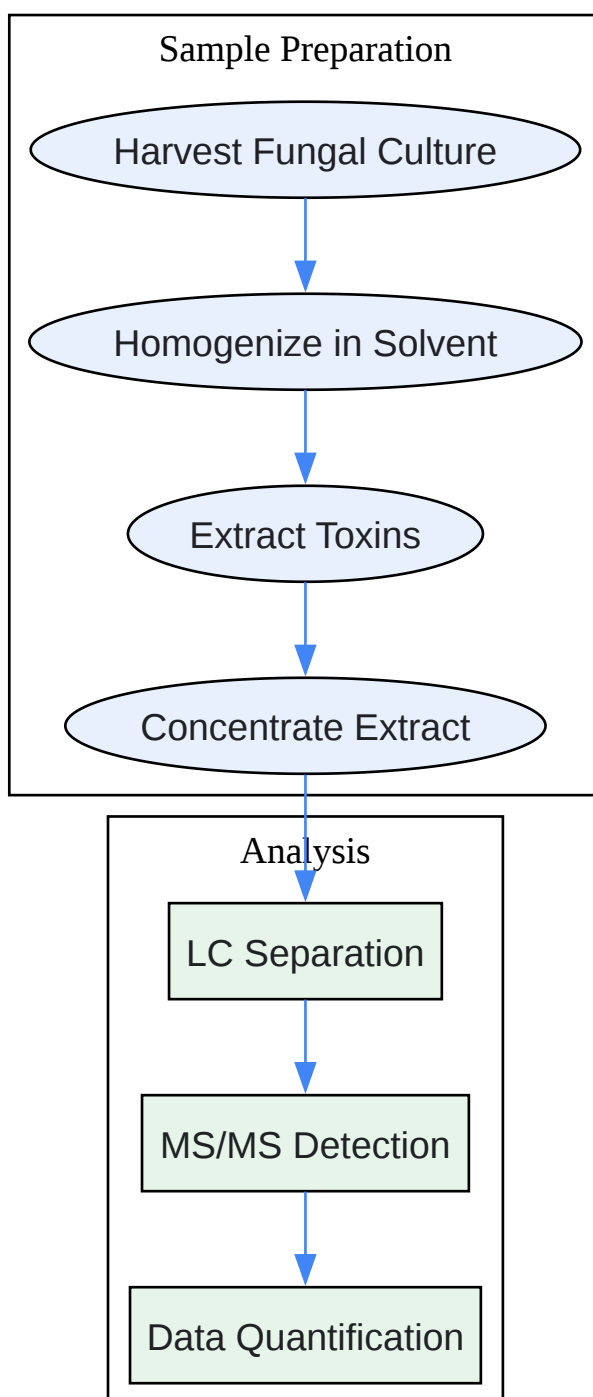 Sample Preparation
Harvest Fungal Culture
Homogenize in Solvent
Extract Toxins
Concentrate Extract
Analysis
LC Separation
MS/MS Detection
Data Quantification